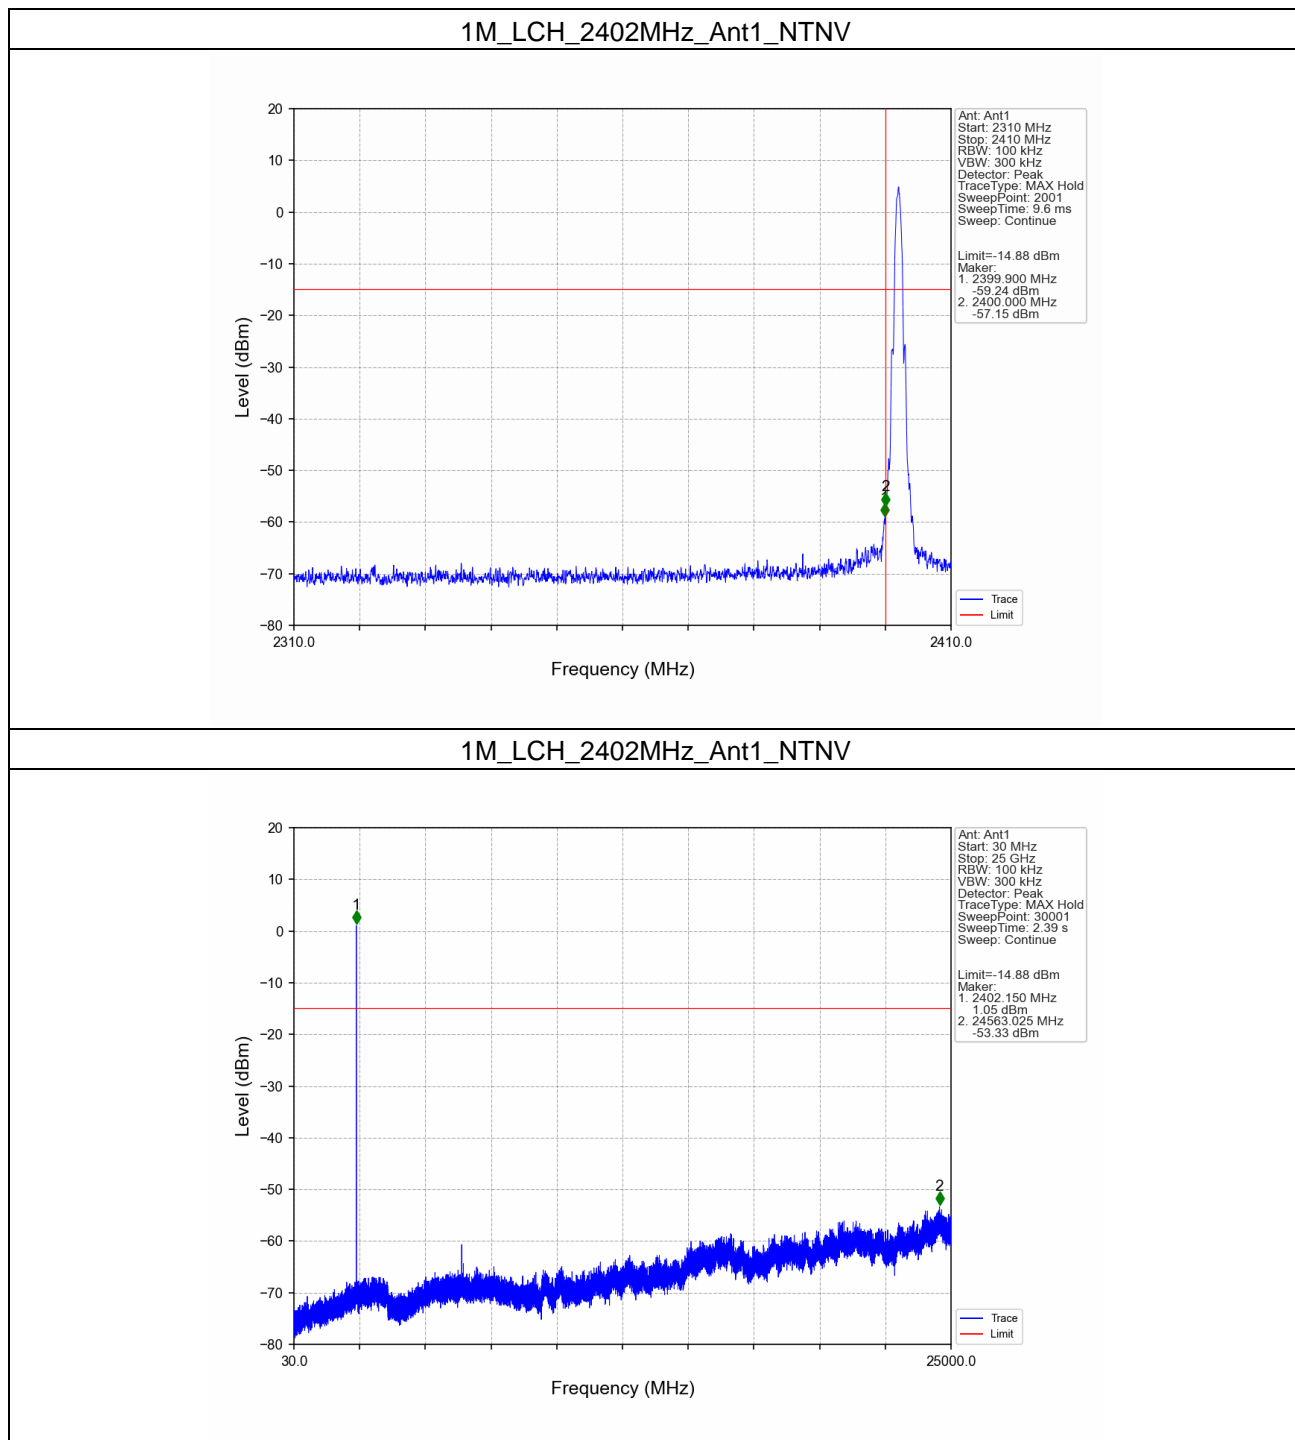 1M_LCH_2402MHz_Ant1_NTNV
20
10
0
−10
−20
−30
−40
−50
−60
−70
−80
Level (dBm)
2
2310.0
2410.0
Frequency (MHz)
Ant: Ant1
Start: 2310 MHz
Stop: 2410 MHz
RBW: 100 kHz
VBW: 300 kHz
Detector: Peak
TraceType: MAX Hold
SweepPoint: 2001
SweepTime: 9.6 ms
Sweep: Continue
Limit=-14.88 dBm
Maker:
1. 2399.900 MHz
-59.24 dBm
2. 2400.000 MHz
-57.15 dBm
Trace
Limit
1M_LCH_2402MHz_Ant1_NTNV
20
10
0
−10
−20
−30
−40
−50
−60
−70
−80
Level (dBm)
1
2
30.0
25000.0
Frequency (MHz)
Ant: Ant1
Start: 30 MHz
Stop: 25 GHz
RBW: 100 kHz
VBW: 300 kHz
Detector: Peak
TraceType: MAX Hold
SweepPoint: 30001
SweepTime: 2.39 s
Sweep: Continue
Limit=-14.88 dBm
Maker:
1. 2402.150 MHz
1.05 dBm
2. 24563.025 MHz
-53.33 dBm
Trace
Limit